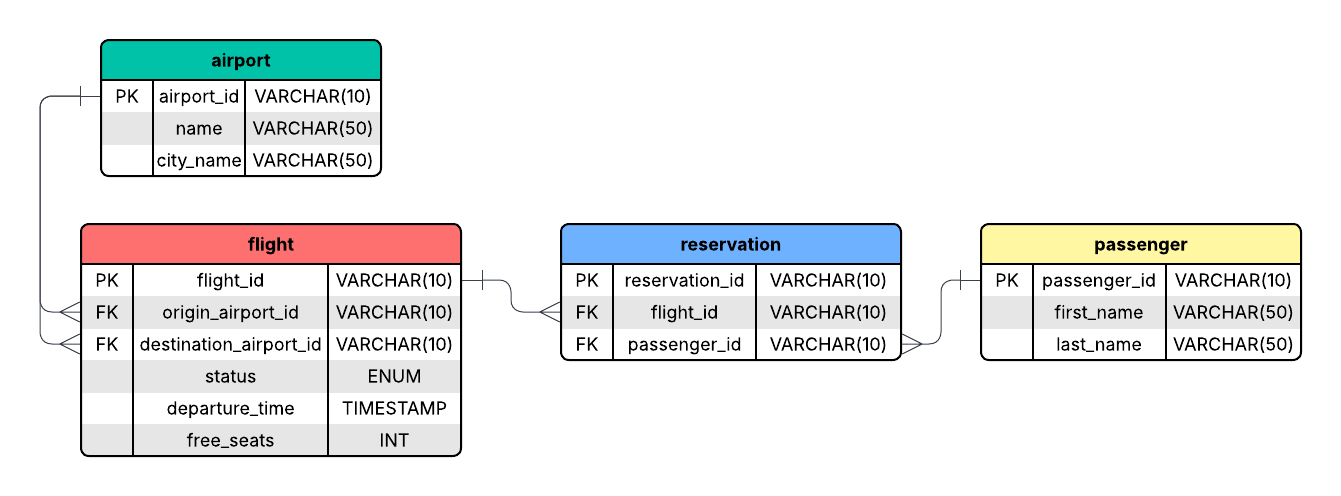 airport
PK airport_id VARCHAR(10)
name VARCHAR(50)
city_name VARCHAR(50)
flight
PK flight_id VARCHAR(10)
FK origin_airport_id VARCHAR(10)
FK destination_airport_id VARCHAR(10)
status ENUM
departure_time TIMESTAMP
free_seats INT
reservation
PK reservation_id VARCHAR(10)
FK flight_id VARCHAR(10)
FK passenger_id VARCHAR(10)
passenger
PK passenger_id VARCHAR(10)
first_name VARCHAR(50)
last_name VARCHAR(50)